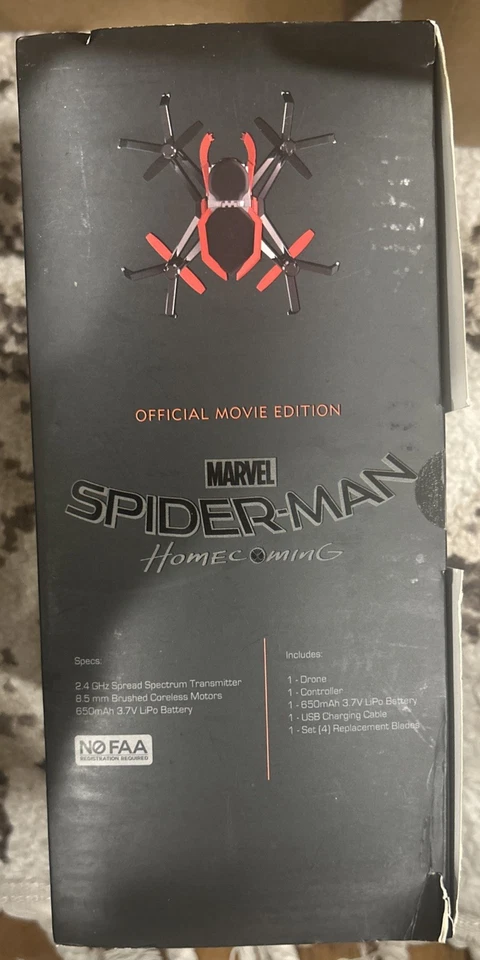 OFFICIAL MOVIE EDITION
MARVEL
SPIDER-MAN
HOMECOMING
Specs:
2.4 GHz Spread Spectrum Transmitter
8.5 mm Brushed Coreless Motors
650mAh 3.7V LiPo Battery
NO FAA
REGISTRATION REQUIRED
Includes:
1 - Drone
1 - Controller
1 - 650mAh 3.7V LiPo Battery
1 - USB Charging Cable
1 - Set (4) Replacement Blades